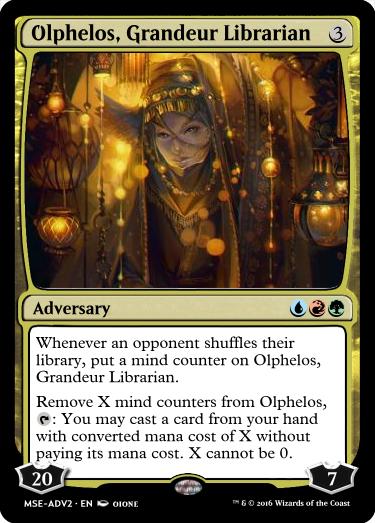 Olphelos, Grandeur Librarian 3
Adversary
Whenever an opponent shuffles their
library, put a mind counter on Olphelos,
Grandeur Librarian.
Remove X mind counters from Olphelos,
: You may cast a card from your hand
with converted mana cost of X without
paying its mana cost. X cannot be 0.
20
7
MSE-ADV2 • EN OIONE
™ & © 2016 Wizards of the Coast